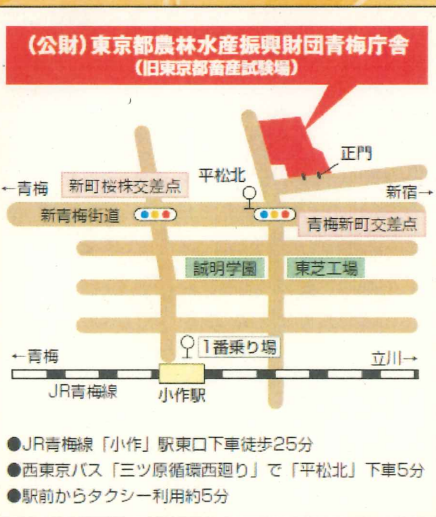 (公財)東京都農林水産振興財団青梅庁舎
(旧東京都畜産試験場)
正門
平松北
←青梅
新町桜株交差点
新宿→
新青梅街道
青梅新町交差点
誠明学園
東芝工場
1番乗り場
←青梅
立川→
JR青梅線
小作駅
●JR青梅線「小作」駅東口下車徒歩25分
●西東京バス「三ツ原循環西廻り」で「平松北」下車5分
●駅前からタクシー利用約5分